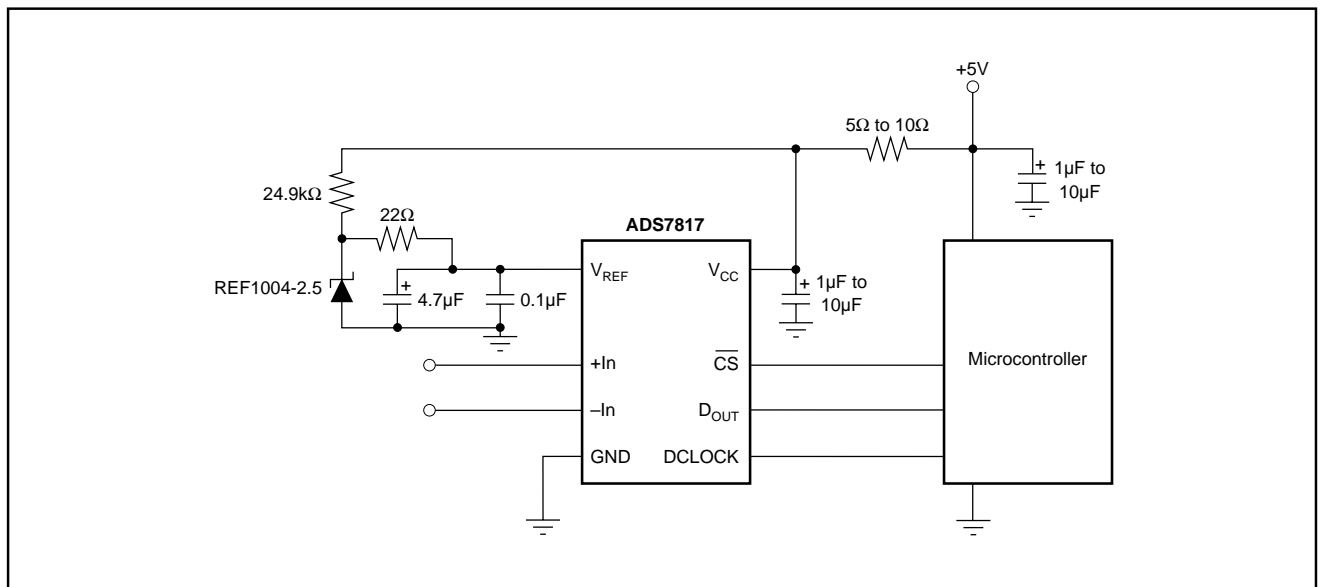 +5V
5Ω to 10Ω
1µF to
10µF
+
24.9kΩ
22Ω
ADS7817
REF1004-2.5
+
4.7µF
0.1µF
VREF
VCC
+
1µF to
10µF
+In
CS
Microcontroller
–In
DOUT
GND
DCLOCK